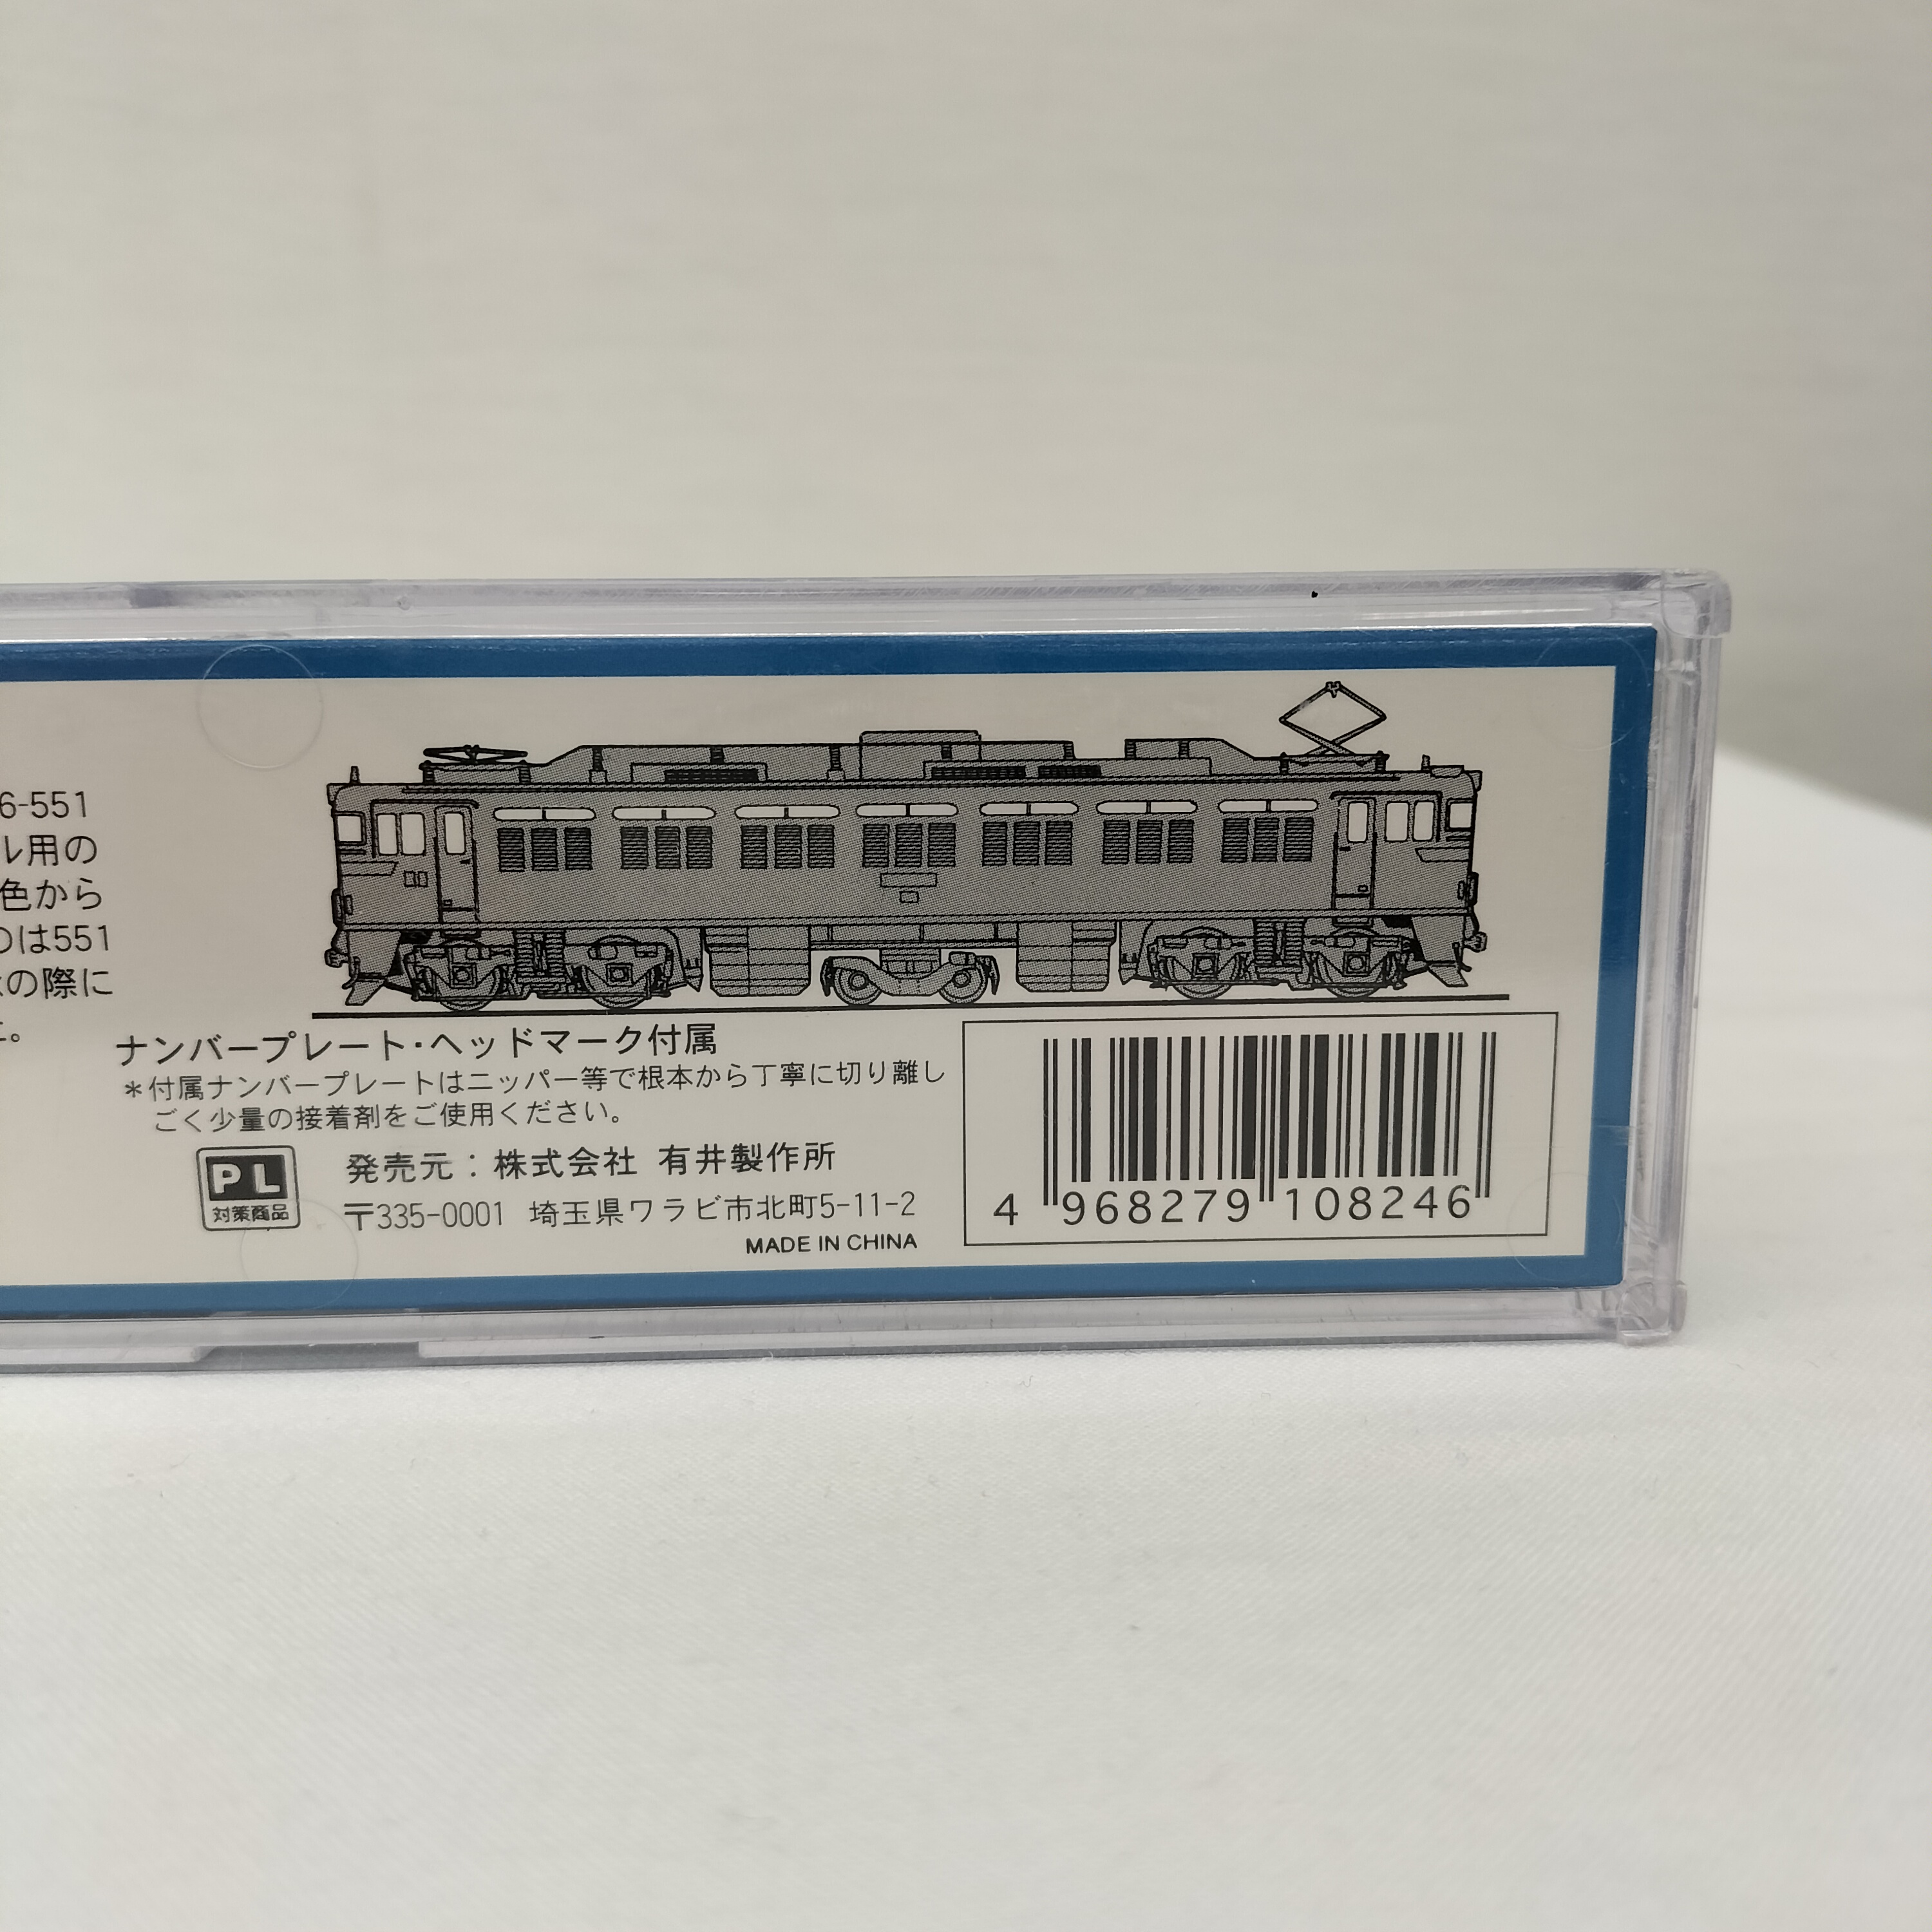 6-551
ル用の
色から
のは551
の際に
。
ナンバープレート・ヘッドマーク付属
＊付属ナンバープレートはニッパー等で根本から丁寧に切り離し
ごく少量の接着剤をご使用ください。
PL
対策商品
発売元：株式会社 有井製作所
〒335-0001 埼玉県ワラビ市北町5-11-2
MADE IN CHINA
4 968279 108246